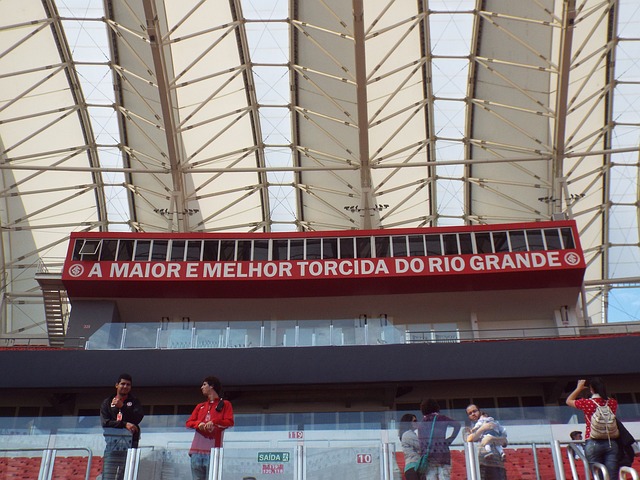 A MAIOR E MELHOR TORCIDA DO RIO GRANDE
119
SAÍDA
10